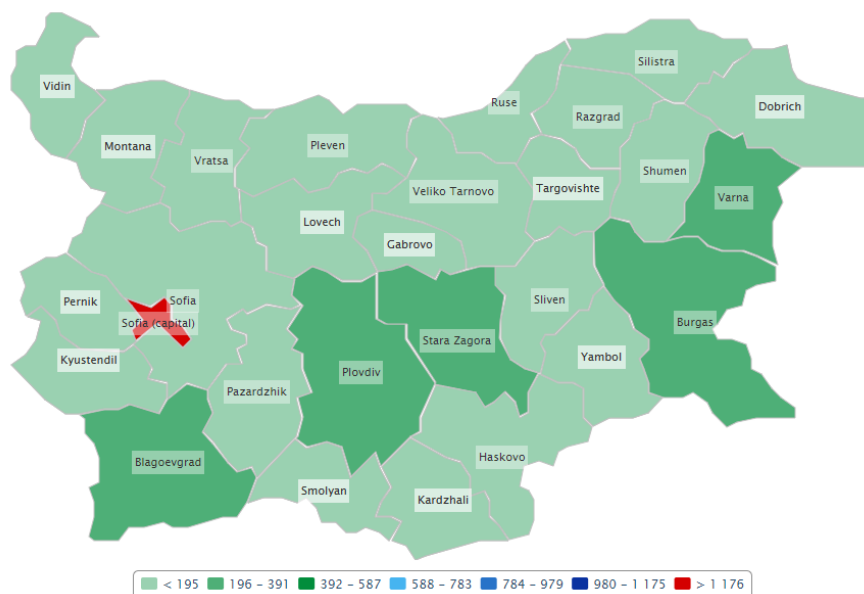 Silistra
Vidin
Ruse
Dobrich
Razgrad
Montana
Pleven
Vratsa
Shumen
Veliko Tarnovo
Targovishte
Varna
Lovech
Gabrovo
Pernik
Sofia
Sliven
Sofia (capital)
Burgas
Stara Zagora
Kyustendil
Yambol
Plovdiv
Pazardzhik
Haskovo
Blagoevgrad
Smolyan
Kardzhali
< 195 196 – 391 392 – 587 588 – 783 784 – 979 980 – 1 175 > 1 176